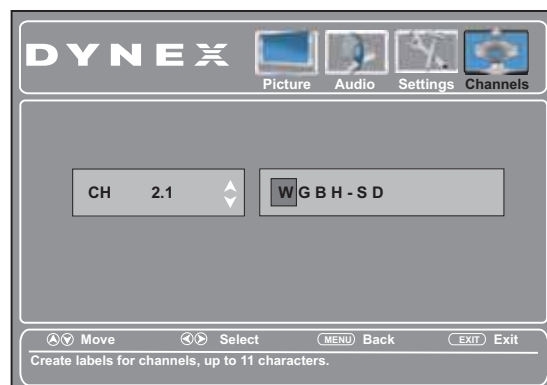 DYNEX
Picture Audio Settings Channels
CH 2.1 WGBH-SD
Move Select MENU Back EXIT Exit
Create labels for channels, up to 11 characters.